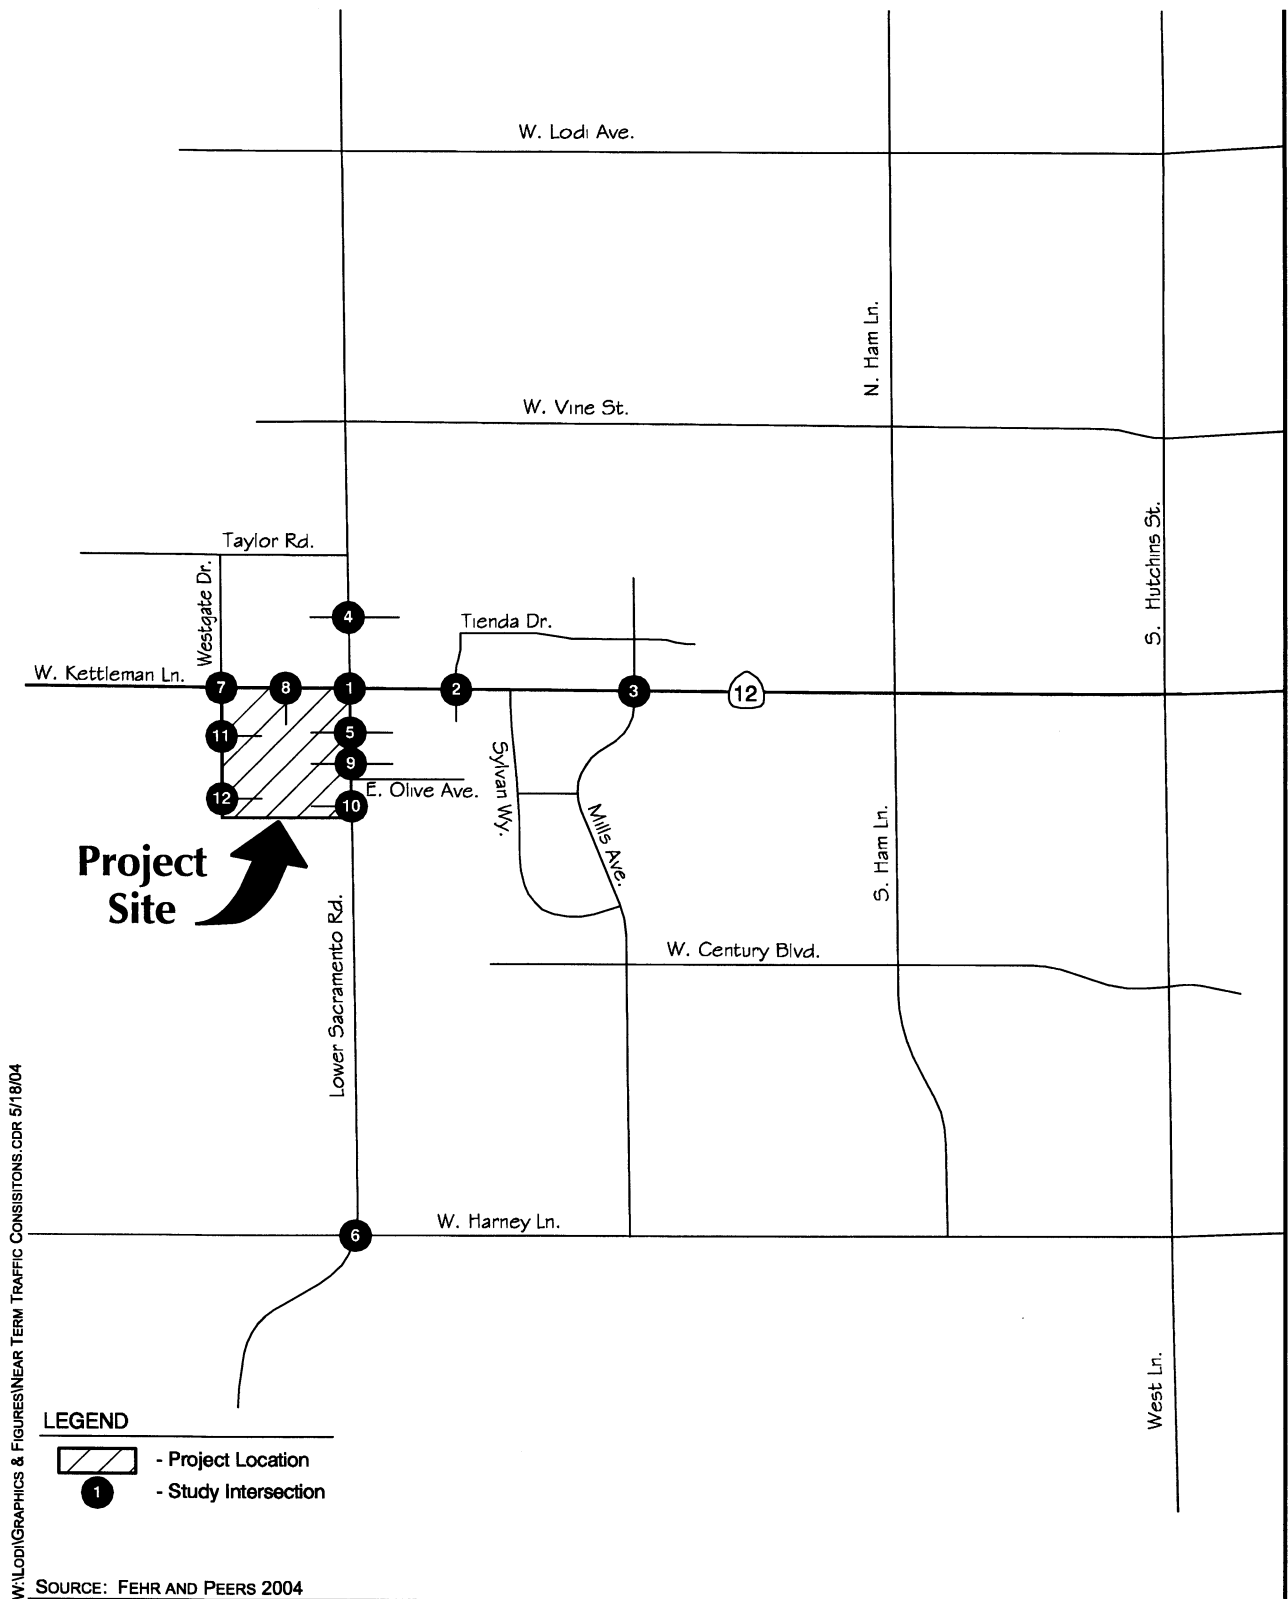 W. Lodi Ave.
N. Ham Ln.
W. Vine St.
S. Hutchins St.
Taylor Rd.
Westgate Dr.
4
Tienda Dr.
W. Kettleman Ln.
7
8
1
2
3
12
11
5
9
Sylvan Wy.
E. Olive Ave.
12
10
Mills Ave.
S. Ham Ln.
Project
Site
Lower Sacramento Rd.
W. Century Blvd.
W. Harney Ln.
6
West Ln.
LEGEND
- Project Location
1
- Study Intersection
W:\LODI\GRAPHICS & FIGURES\NEAR TERM TRAFFIC CONSISITONS.CDR 5/18/04
SOURCE: FEHR AND PEERS 2004